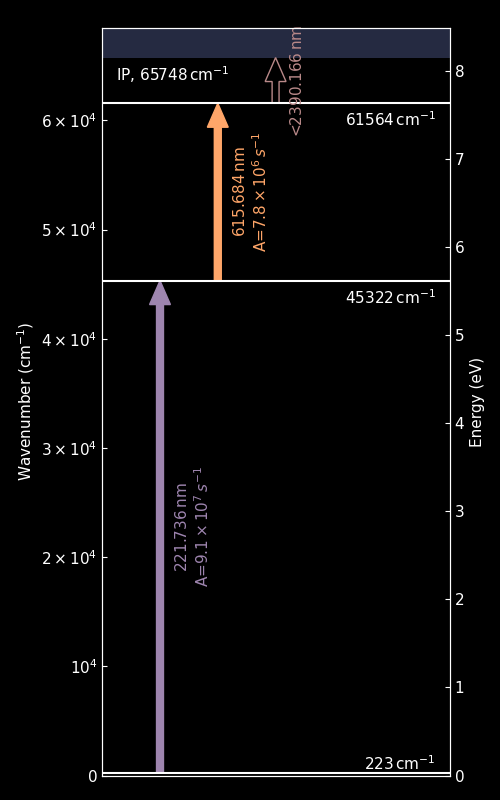 IP, 65748 cm⁻¹
<2390.166 nm
61564 cm⁻¹
615.684 nm
A=7.8 × 10⁶ s⁻¹
45322 cm⁻¹
221.736 nm
A=9.1 × 10⁷ s⁻¹
223 cm⁻¹
Wavenumber (cm⁻¹)
6 × 10⁴
5 × 10⁴
4 × 10⁴
3 × 10⁴
2 × 10⁴
10⁴
0
Energy (eV)
8
7
6
5
4
3
2
1
0